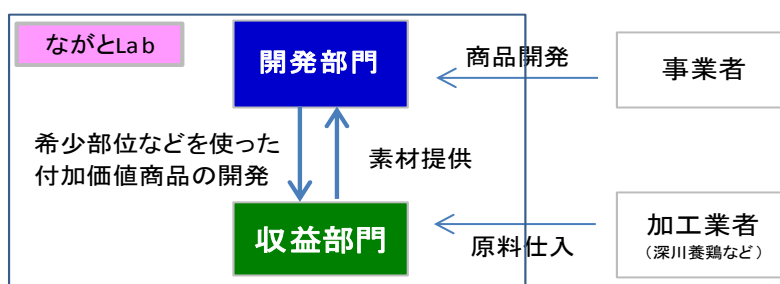 ながとLab
開発部門
商品開発
事業者
希少部位などを使った
付加価値商品の開発
素材提供
収益部門
原料仕入
加工業者
（深川養鶏など）